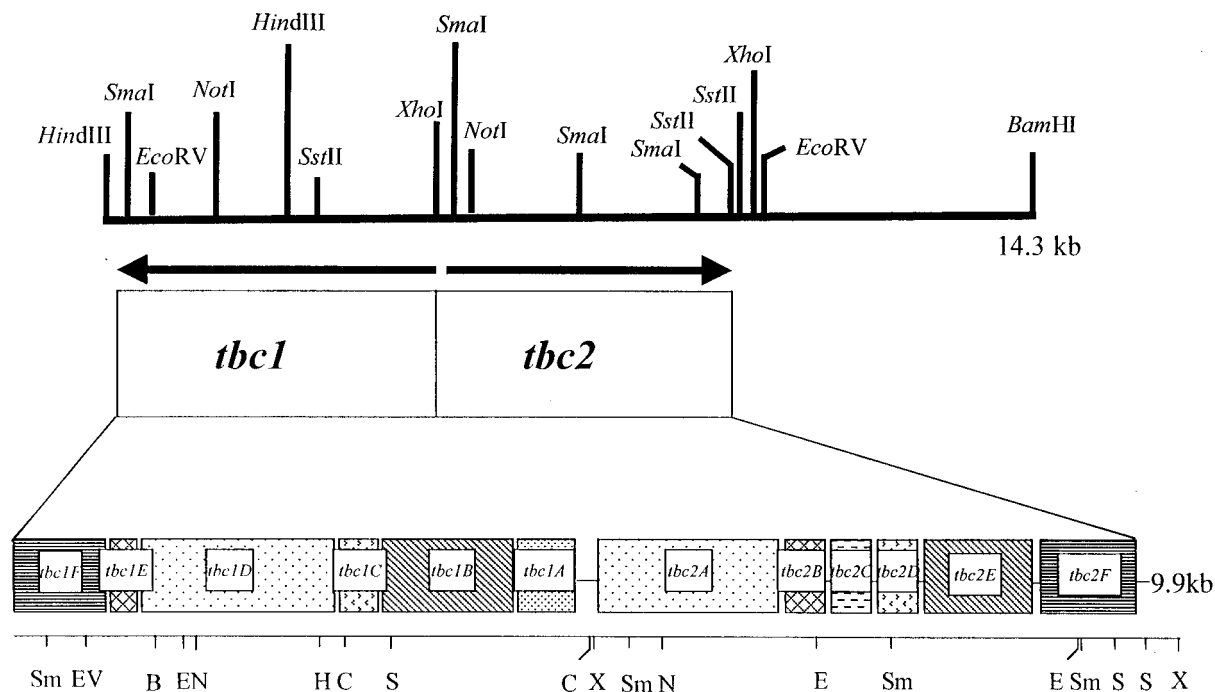 HindIII
SmaI
EcoRV
NotI
HindIII
SstII
XhoI
SmaI
NotI
SmaI
SmaI
SstII
SstII
XhoI
EcoRV
BamHI
14.3 kb
tbc1 tbc2
tbc1F tbc1E tbc1D tbc1C tbc1B tbc1A tbc2A tbc2B tbc2C tbc2D tbc2E tbc2F 9.9kb
Sm EV B EN H C S C X Sm N E Sm E Sm S S X